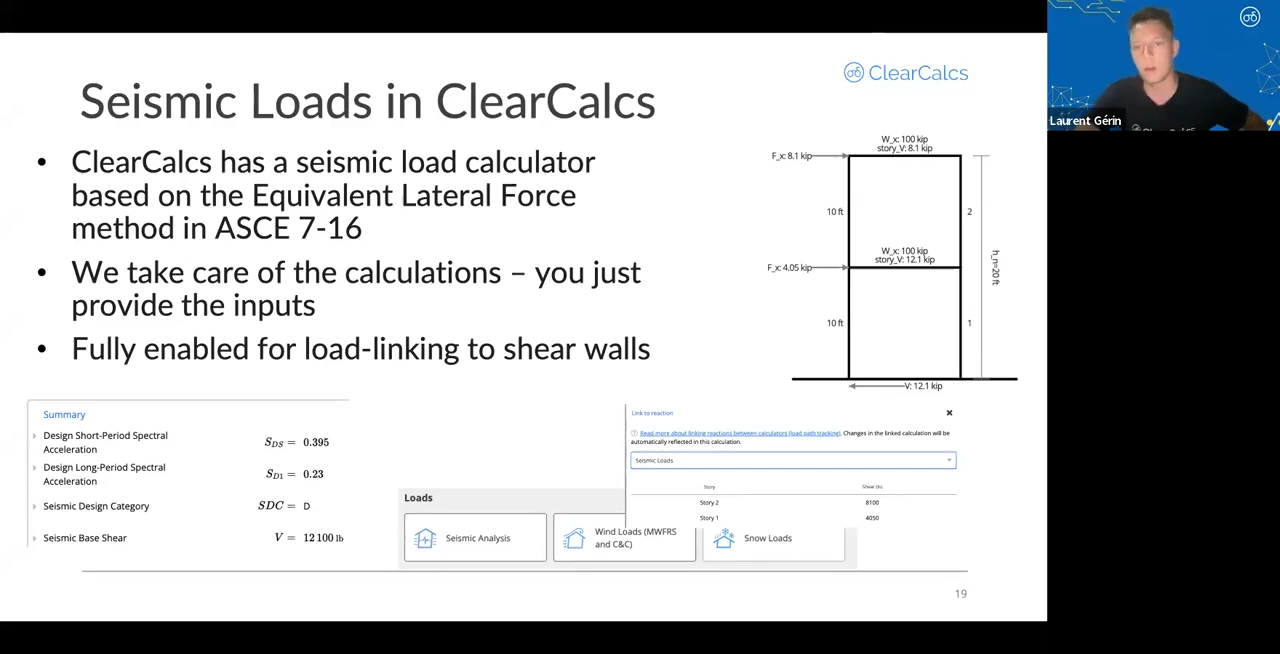 ClearCalcs
Laurent Gérin
Seismic Loads in ClearCalcs
• ClearCalcs has a seismic load calculator
based on the Equivalent Lateral Force
method in ASCE 7-16
• We take care of the calculations – you just
provide the inputs
• Fully enabled for load-linking to shear walls
W_x: 100 kip
story_V: 8.1 kip
F_x: 8.1 kip
10 ft
2
W_x: 100 kip
story_V: 12.1 kip
F_x: 4.05 kip
h_n=20 ft
10 ft
1
V: 12.1 kip
Summary
Design Short-Period Spectral
Acceleration
S_DS = 0.395
Design Long-Period Spectral
Acceleration
S_D1 = 0.23
Seismic Design Category
SDC = D
Seismic Base Shear
V = 12 100 lb
Loads
Seismic Analysis
Wind Loads (MWFRS
and C&C)
Snow Loads
Link to reaction
Read more about linking reactions between calculators (load path tracking). Changes in the linked calculation will be
automatically reflected in this calculation.
Seismic Loads
Story Shear (lb)
Story 2 8100
Story 1 4050
19